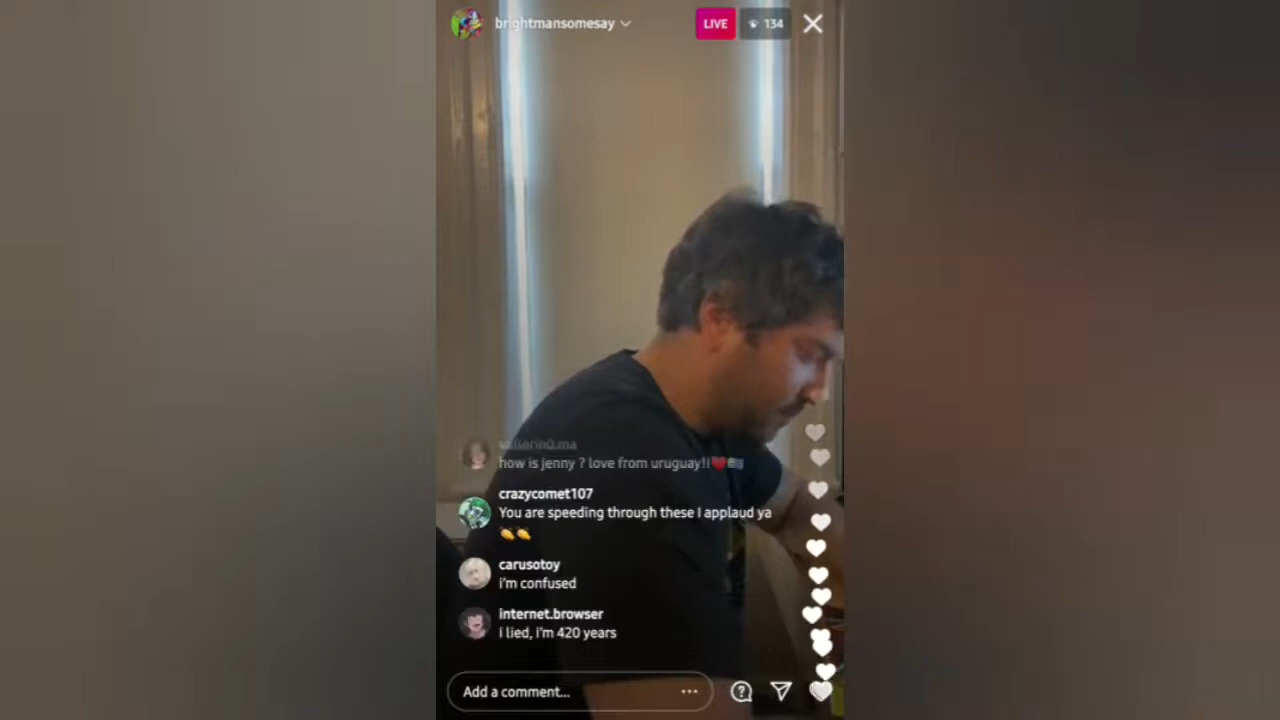 brightmansomesay
LIVE
134
how is jenny ? love from uruguay!!❤️🇺🇾
crazycomet107
You are speeding through these I applaud ya
👏👏
carusotoy
i'm confused
internet.browser
I lied, i'm 420 years
Add a comment...